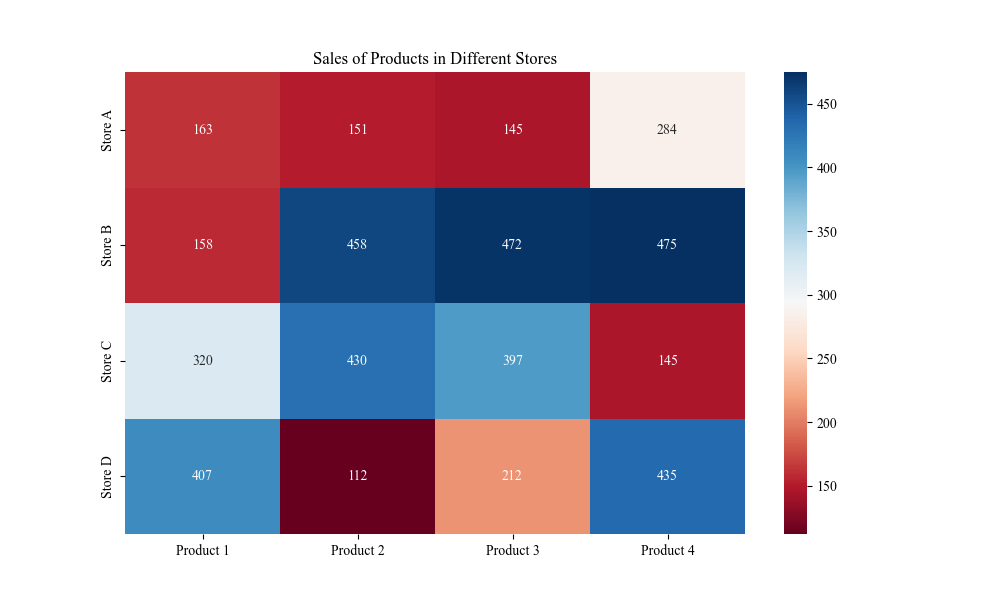 Sales of Products in Different Stores
Store A 163 151 145 284
Store B 158 458 472 475
Store C 320 430 397 145
Store D 407 112 212 435
Product 1 Product 2 Product 3 Product 4
450
400
350
300
250
200
150